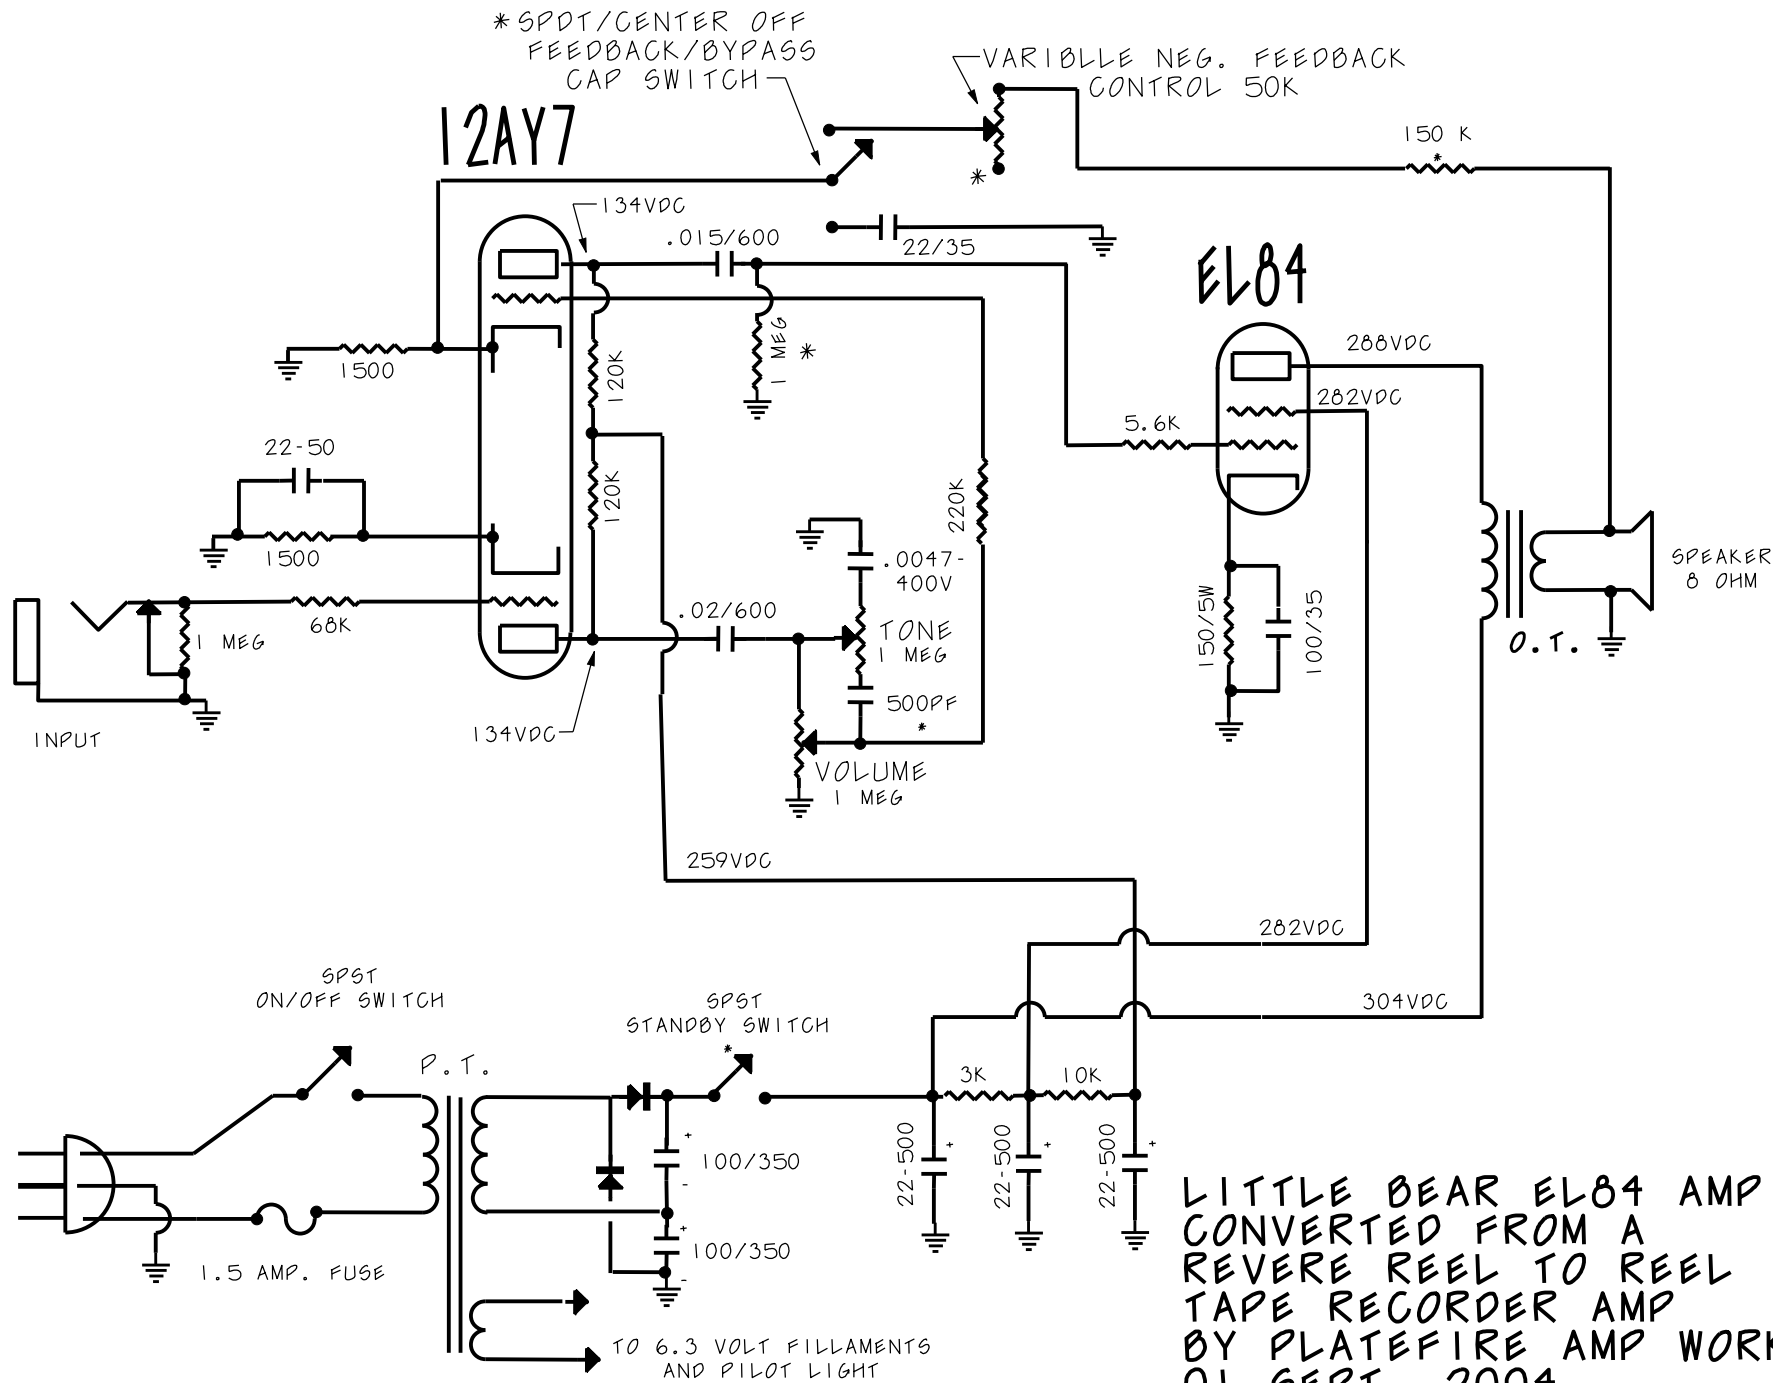 * SPDT/CENTER OFF
FEEDBACK/BYPASS
CAP SWITCH
VARIBLLE NEG. FEEDBACK
CONTROL 50K
12AY7
150 K
*
*
134VDC
.015/600
22/35
EL84
1500
120K
1 MEG
*
288VDC
282VDC
5.6K
22-50
1500
120K
220K
.0047-
400V
SPEAKER
8 OHM
68K
1 MEG
.02/600
TONE
1 MEG
150/5W
100/35
O.T.
500PF
*
134VDC
INPUT
VOLUME
1 MEG
259VDC
282VDC
304VDC
SPST
ON/OFF SWITCH
SPST
STANDBY SWITCH
*
P.T.
3K
10K
+
100/350
-
+
100/350
-
22-500
+
22-500
+
22-500
+
1.5 AMP. FUSE
TO 6.3 VOLT FILLAMENTS
AND PILOT LIGHT
LITTLE BEAR EL84 AMP
CONVERTED FROM A
REVERE REEL TO REEL
TAPE RECORDER AMP
BY PLATEFIRE AMP WORK
01 SEPT. 2004